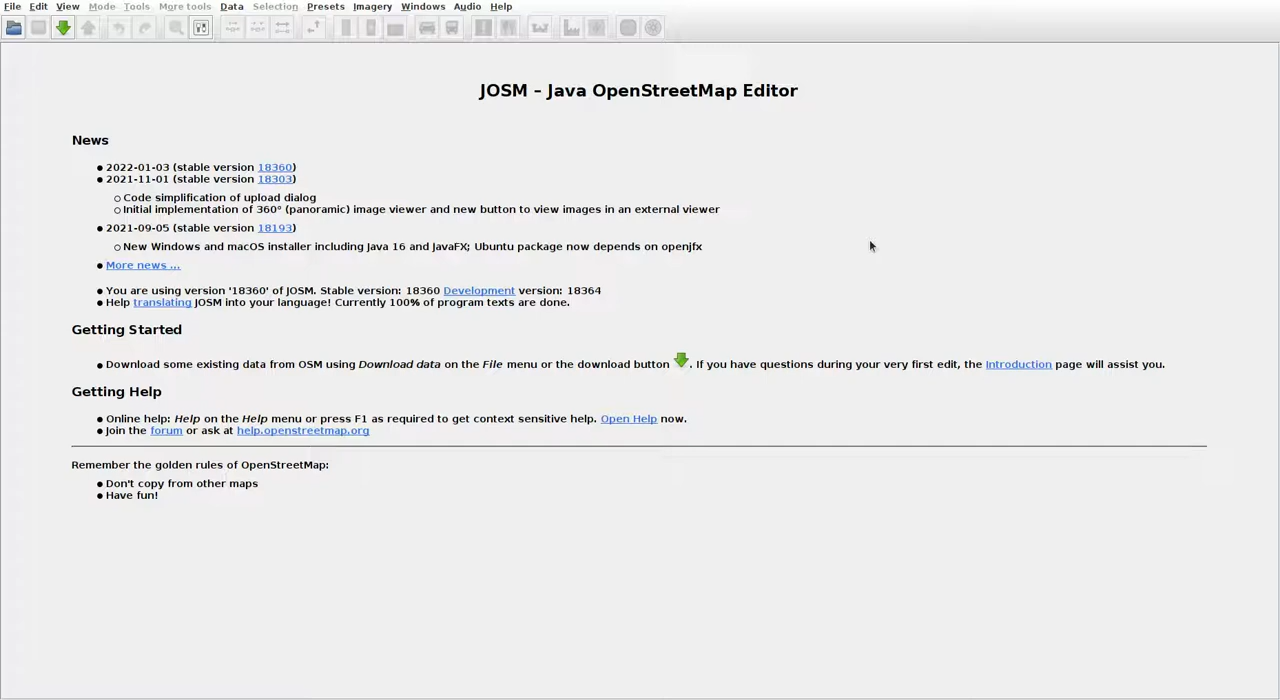 File Edit View Mode Tools More tools Data Selection Presets Imagery Windows Audio Help
JOSM – Java OpenStreetMap Editor
News
2022-01-03 (stable version 18360)
2021-11-01 (stable version 18303)
Code simplification of upload dialog
Initial implementation of 360° (panoramic) image viewer and new button to view images in an external viewer
2021-09-05 (stable version 18193)
New Windows and macOS installer including Java 16 and JavaFX; Ubuntu package now depends on openjfx
More news ...
You are using version '18360' of JOSM. Stable version: 18360 Development version: 18364
Help translating JOSM into your language! Currently 100% of program texts are done.
Getting Started
Download some existing data from OSM using Download data on the File menu or the download button . If you have questions during your very first edit, the Introduction page will assist you.
Getting Help
Online help: Help on the Help menu or press F1 as required to get context sensitive help. Open Help now.
Join the forum or ask at help.openstreetmap.org
Remember the golden rules of OpenStreetMap:
Don't copy from other maps
Have fun!